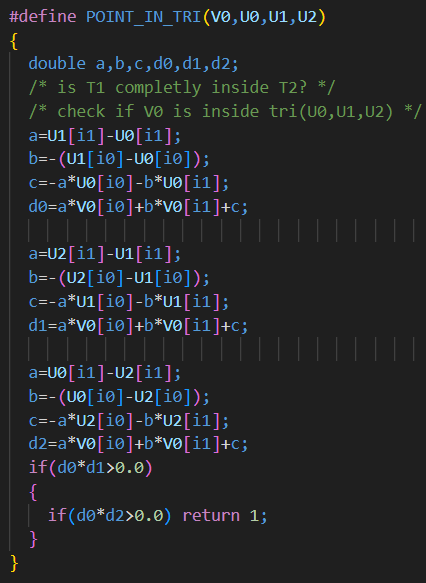 #define POINT_IN_TRI(V0,U0,U1,U2)
{
  double a,b,c,d0,d1,d2;
  /* is T1 completly inside T2? */
  /* check if V0 is inside tri(U0,U1,U2) */
  a=U1[i1]-U0[i1];
  b=-(U1[i0]-U0[i0]);
  c=-a*U0[i0]-b*U0[i1];
  d0=a*V0[i0]+b*V0[i1]+c;

  a=U2[i1]-U1[i1];
  b=-(U2[i0]-U1[i0]);
  c=-a*U1[i0]-b*U1[i1];
  d1=a*V0[i0]+b*V0[i1]+c;

  a=U0[i1]-U2[i1];
  b=-(U0[i0]-U2[i0]);
  c=-a*U2[i0]-b*U2[i1];
  d2=a*V0[i0]+b*V0[i1]+c;
  if(d0*d1>0.0)
  {
    if(d0*d2>0.0) return 1;
  }
}